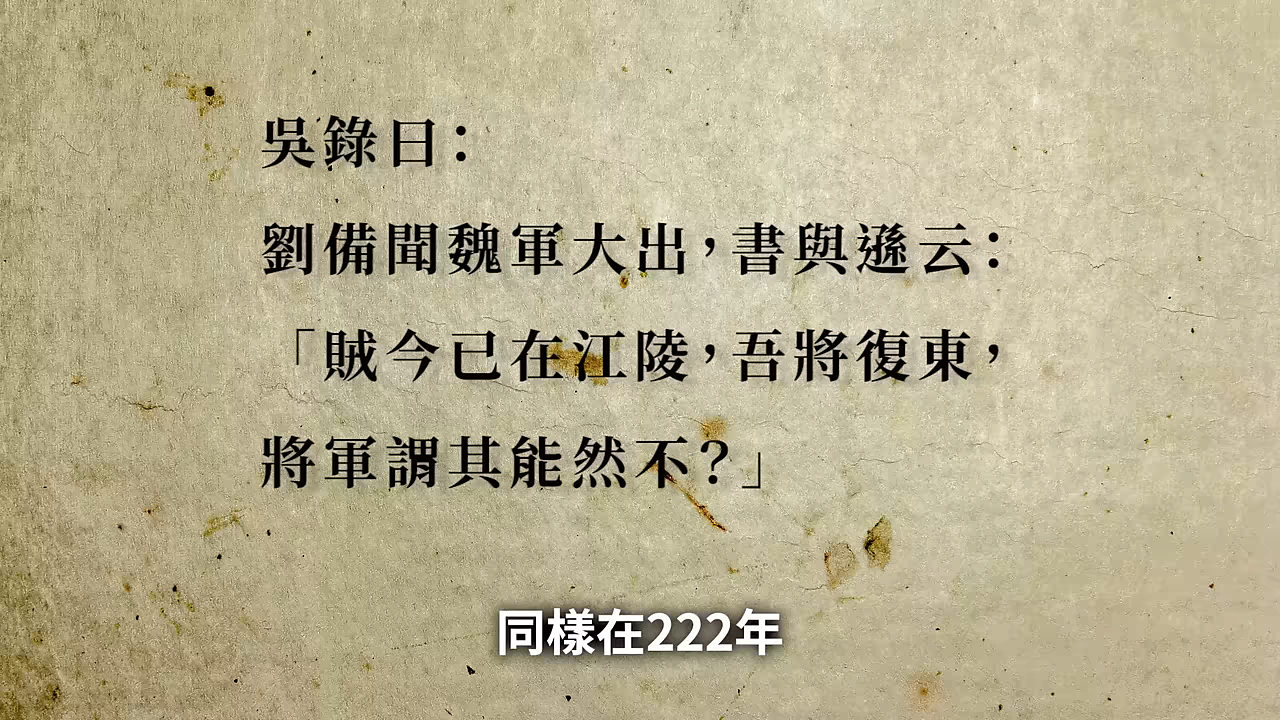 吳錄曰：
劉備聞魏軍大出，書與遜云：
「賊今已在江陵，吾將復東，
將軍謂其能然不？」
同樣在222年